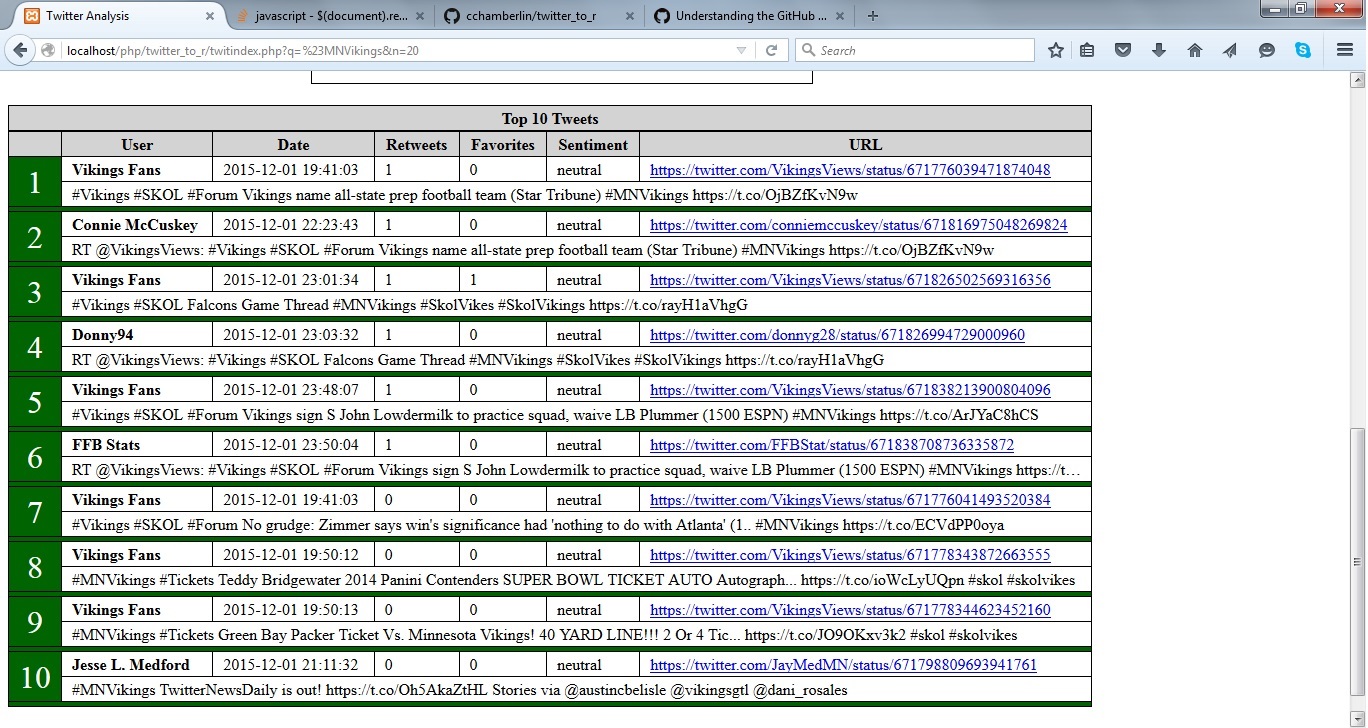 Twitter Analysis
javascript - $(document).re...
cchamberlin/twitter_to_r
Understanding the GitHub ...
localhost/php/twitter_to_r/twitindex.php?q=%23MNVikings&n=20
Search
Top 10 Tweets
User Date Retweets Favorites Sentiment URL
1 Vikings Fans 2015-12-01 19:41:03 1 0 neutral https://twitter.com/VikingsViews/status/671776039471874048
#Vikings #SKOL #Forum Vikings name all-state prep football team (Star Tribune) #MNVikings https://t.co/OjBZfKvN9w
2 Connie McCuskey 2015-12-01 22:23:43 1 0 neutral https://twitter.com/conniemccuskey/status/671816975048269824
RT @VikingsViews: #Vikings #SKOL #Forum Vikings name all-state prep football team (Star Tribune) #MNVikings https://t.co/OjBZfKvN9w
3 Vikings Fans 2015-12-01 23:01:34 1 1 neutral https://twitter.com/VikingsViews/status/671826502569316356
#Vikings #SKOL Falcons Game Thread #MNVikings #SkolVikes #SkolVikings https://t.co/rayH1aVhgG
4 Donny94 2015-12-01 23:03:32 1 0 neutral https://twitter.com/donnyg28/status/671826994729000960
RT @VikingsViews: #Vikings #SKOL Falcons Game Thread #MNVikings #SkolVikes #SkolVikings https://t.co/rayH1aVhgG
5 Vikings Fans 2015-12-01 23:48:07 1 0 neutral https://twitter.com/VikingsViews/status/671838213900804096
#Vikings #SKOL #Forum Vikings sign S John Lowdermilk to practice squad, waive LB Plummer (1500 ESPN) #MNVikings https://t.co/ArJYaC8hCS
6 FFB Stats 2015-12-01 23:50:04 1 0 neutral https://twitter.com/FFBStat/status/671838708736335872
RT @VikingsViews: #Vikings #SKOL #Forum Vikings sign S John Lowdermilk to practice squad, waive LB Plummer (1500 ESPN) #MNVikings https://t…
7 Vikings Fans 2015-12-01 19:41:03 0 0 neutral https://twitter.com/VikingsViews/status/671776041493520384
#Vikings #SKOL #Forum No grudge: Zimmer says win's significance had 'nothing to do with Atlanta' (1.. #MNVikings https://t.co/ECVdPP0oya
8 Vikings Fans 2015-12-01 19:50:12 0 0 neutral https://twitter.com/VikingsViews/status/671778343872663555
#MNVikings #Tickets Teddy Bridgewater 2014 Panini Contenders SUPER BOWL TICKET AUTO Autograph... https://t.co/ioWcLyUQpn #skol #skolvikes
9 Vikings Fans 2015-12-01 19:50:13 0 0 neutral https://twitter.com/VikingsViews/status/671778344623452160
#MNVikings #Tickets Green Bay Packer Ticket Vs. Minnesota Vikings! 40 YARD LINE!!! 2 Or 4 Tic... https://t.co/JO9OKxv3k2 #skol #skolvikes
10 Jesse L. Medford 2015-12-01 21:11:32 0 0 neutral https://twitter.com/JayMedMN/status/671798809693941761
#MNVikings TwitterNewsDaily is out! https://t.co/Oh5AkaZtHL Stories via @austincbelisle @vikingsgtl @dani_rosales